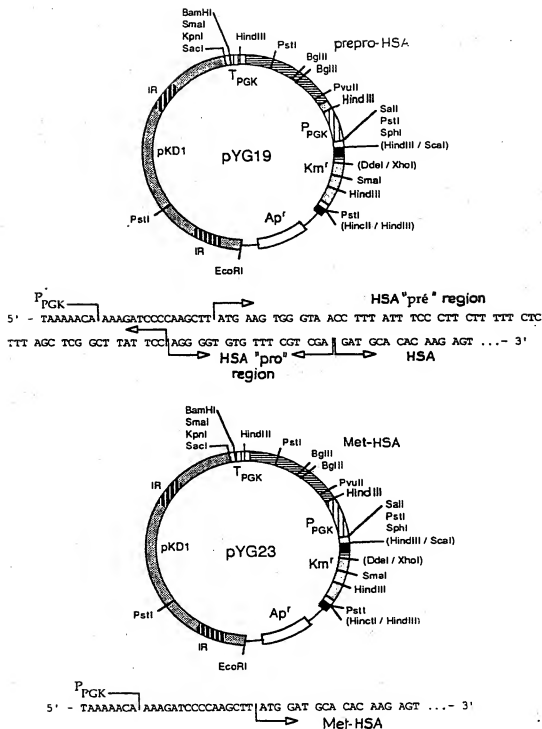 BamHI
SmaI
KpnI
SacI
HindIII
PstI
prepro-HSA
BglII
BglII
T PGK
IR
PvuII
HindIII
P PGK
SalI
PstI
SphI
(HindIII / ScaI)
pKD1
pYG19
Kmr
(DdeI / XhoI)
SmaI
HindIII
PstI
Apr
PstI
(HincII / HindIII)
IR
EcoRI
P PGK
HSA "pré" region
5' - TAAAAACA AAAGATCCCCAAGCTT ATG AAG TGG GTA ACC TTT ATT TCC CTT CTT TTT CTC
TTT AGC TCG GCT TAT TCC AGG GGT GTG TTT CGT CGA GAT GCA CAC AAG AGT ...- 3'
HSA "pro" region
HSA
BamHI
SmaI
KpnI
SacI
HindIII
PstI
Met-HSA
BglII
BglII
T PGK
IR
PvuII
HindIII
P PGK
SalI
PstI
SphI
(HindIII / ScaI)
pKD1
pYG23
Kmr
(DdeI / XhoI)
SmaI
HindIII
PstI
Apr
PstI
(HincII / HindIII)
IR
EcoRI
P PGK
5' - TAAAAACA AAAGATCCCCAAGCTT ATG GAT GCA CAC AAG AGT ...- 3'
Met-HSA